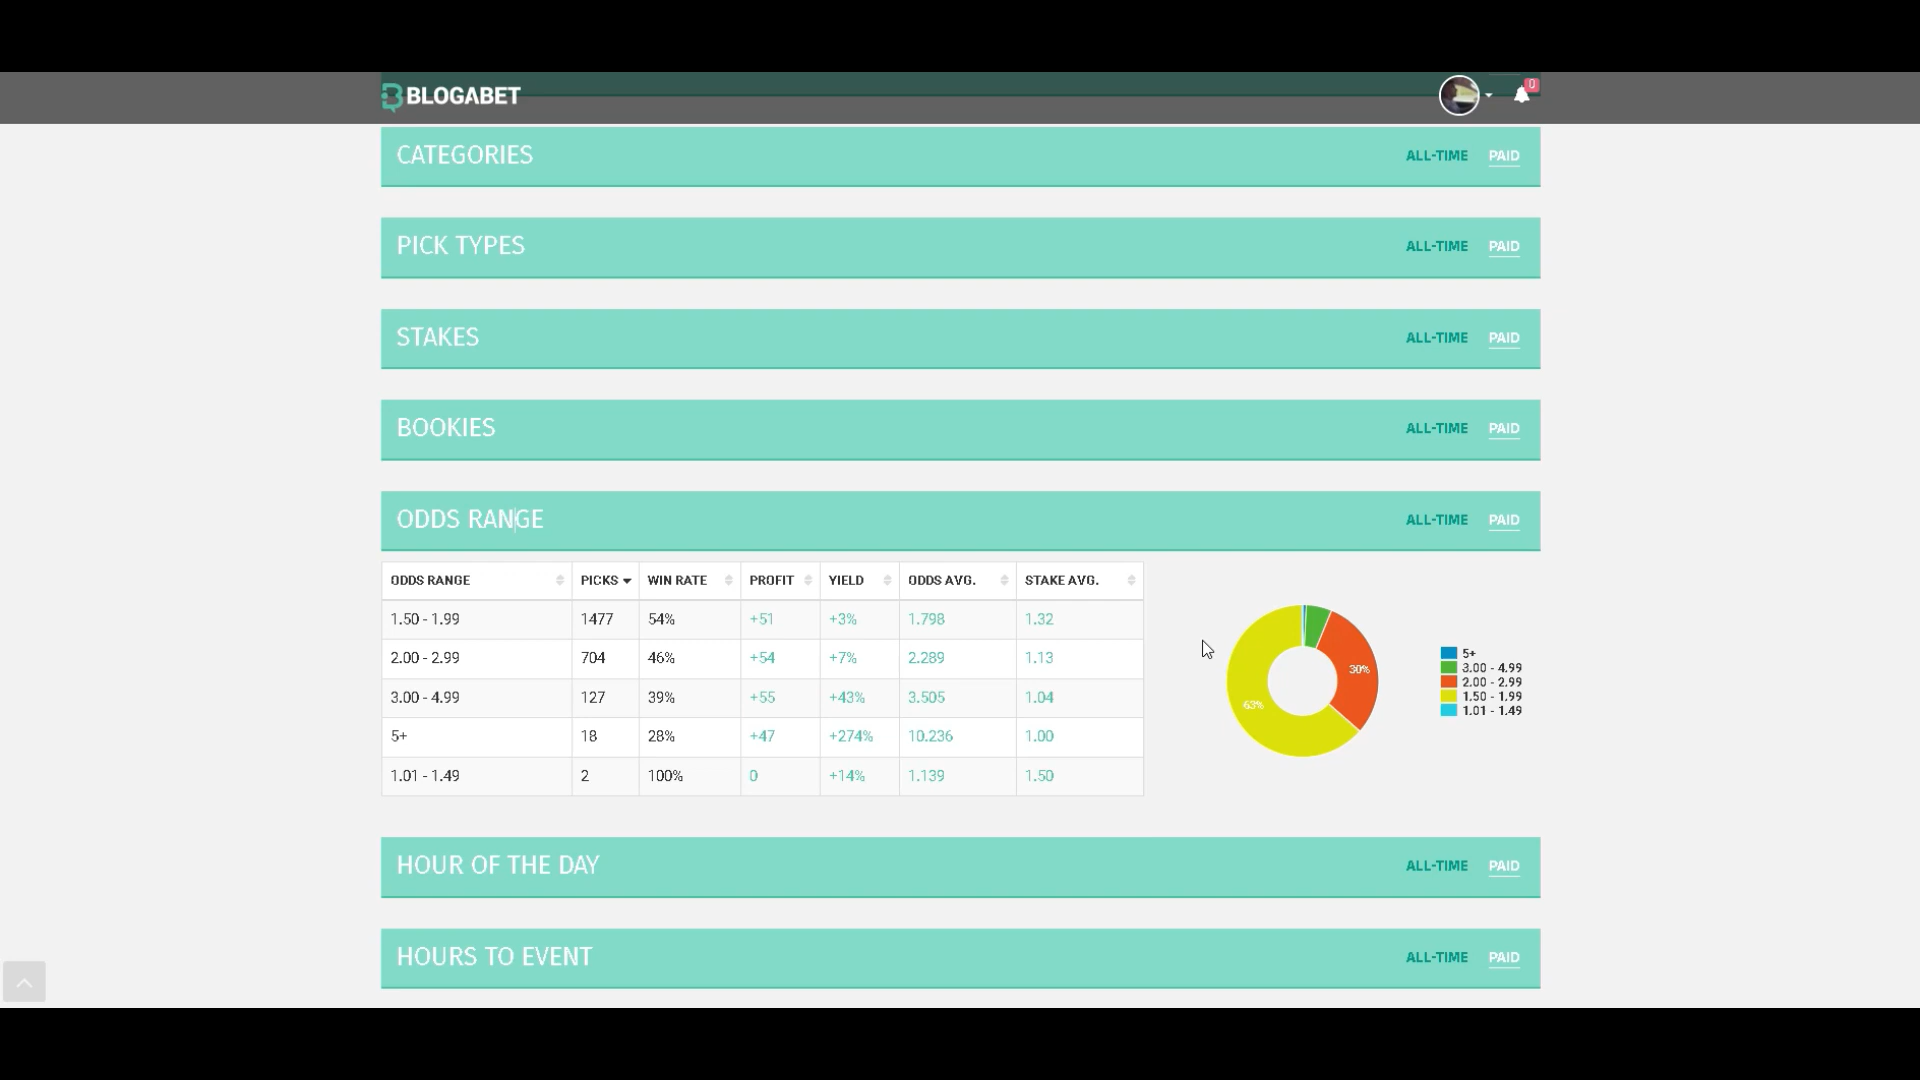 BLOGABET
0
CATEGORIES ALL-TIME PAID
PICK TYPES ALL-TIME PAID
STAKES ALL-TIME PAID
BOOKIES ALL-TIME PAID
ODDS RANGE ALL-TIME PAID
ODDS RANGE PICKS WIN RATE PROFIT YIELD ODDS AVG. STAKE AVG.
1.50 - 1.99 1477 54% +51 +3% 1.798 1.32
2.00 - 2.99 704 46% +54 +7% 2.289 1.13
3.00 - 4.99 127 39% +55 +43% 3.505 1.04
5+ 18 28% +47 +274% 10.236 1.00
1.01 - 1.49 2 100% 0 +14% 1.139 1.50
30%
63%
5+
3.00 - 4.99
2.00 - 2.99
1.50 - 1.99
1.01 - 1.49
HOUR OF THE DAY ALL-TIME PAID
HOURS TO EVENT ALL-TIME PAID